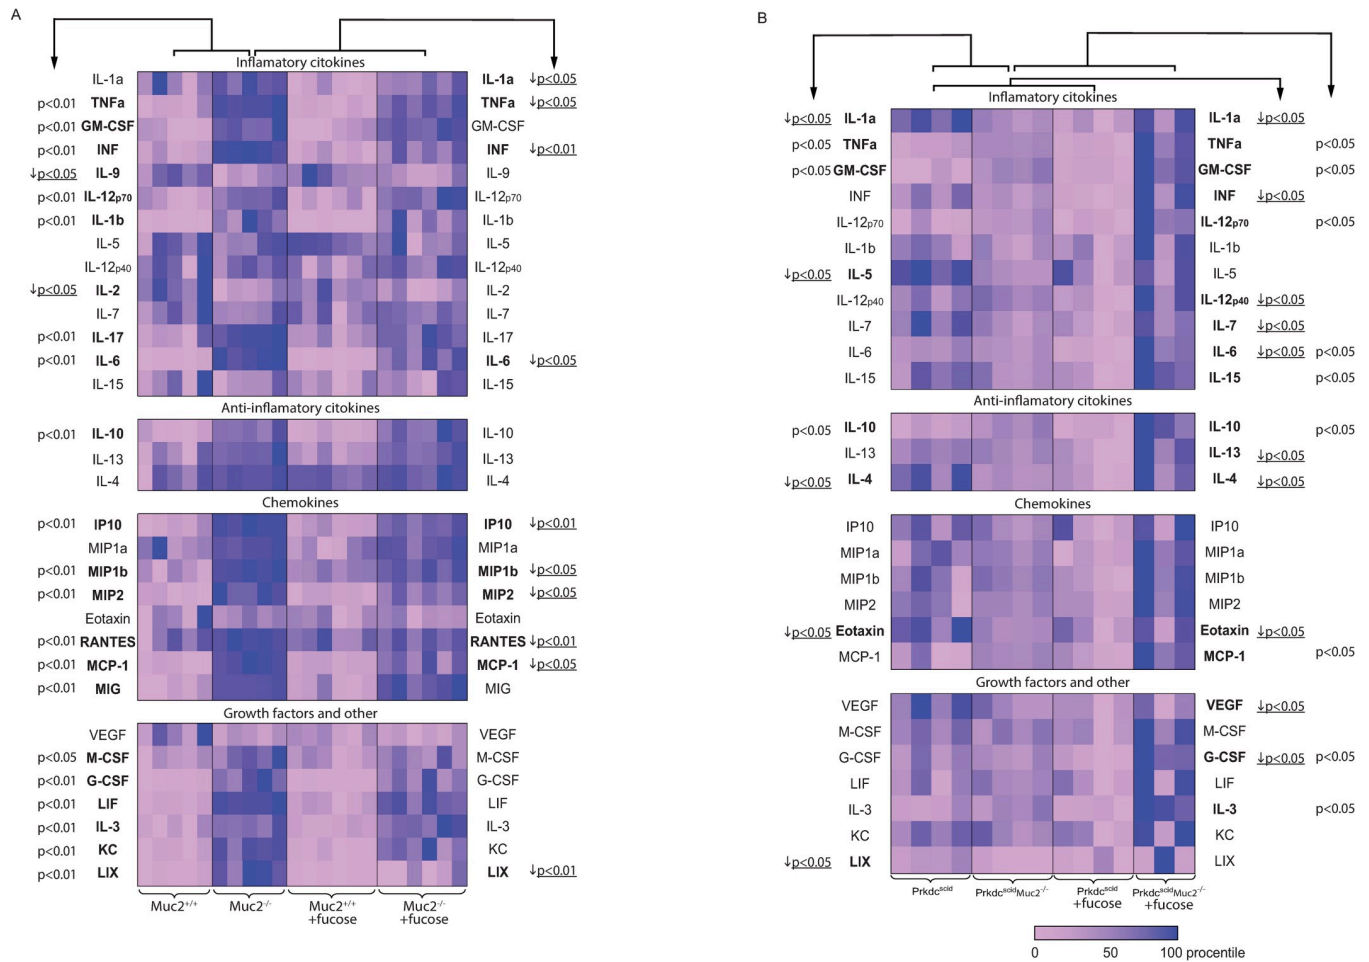 A
Inflamatory citokines
IL-1a IL-1a ↓p<0.05
p<0.01 TNFa TNFa ↓p<0.05
p<0.01 GM-CSF GM-CSF
p<0.01 INF INF ↓p<0.01
↓p<0.05 IL-9 IL-9
p<0.01 IL-12p70 IL-12p70
p<0.01 IL-1b IL-1b
IL-5 IL-5
IL-12p40 IL-12p40
↓p<0.05 IL-2 IL-2
IL-7 IL-7
p<0.01 IL-17 IL-17
p<0.01 IL-6 IL-6 ↓p<0.05
IL-15 IL-15
Anti-inflamatory citokines
p<0.01 IL-10 IL-10
IL-13 IL-13
IL-4 IL-4
Chemokines
p<0.01 IP10 IP10 ↓p<0.01
MIP1a MIP1a
p<0.01 MIP1b MIP1b ↓p<0.05
p<0.01 MIP2 MIP2 ↓p<0.05
Eotaxin Eotaxin
p<0.01 RANTES RANTES ↓p<0.01
p<0.01 MCP-1 MCP-1 ↓p<0.05
p<0.01 MIG MIG
Growth factors and other
VEGF VEGF
p<0.05 M-CSF M-CSF
p<0.01 G-CSF G-CSF
p<0.01 LIF LIF
p<0.01 IL-3 IL-3
p<0.01 KC KC
p<0.01 LIX LIX ↓p<0.01
Muc2+/+ Muc2-/- Muc2+/+ Muc2-/-
+fucose +fucose
B
Inflamatory citokines
↓p<0.05 IL-1a IL-1a ↓p<0.05
p<0.05 TNFa TNFa p<0.05
p<0.05 GM-CSF GM-CSF p<0.05
INF INF ↓p<0.05
IL-12p70 IL-12p70 p<0.05
IL-1b IL-1b
↓p<0.05 IL-5 IL-5
IL-12p40 IL-12p40 ↓p<0.05
IL-7 IL-7 ↓p<0.05
IL-6 IL-6 ↓p<0.05 p<0.05
IL-15 IL-15 p<0.05
Anti-inflamatory citokines
p<0.05 IL-10 IL-10 p<0.05
IL-13 IL-13 ↓p<0.05
↓p<0.05 IL-4 IL-4 ↓p<0.05
Chemokines
IP10 IP10
MIP1a MIP1a
MIP1b MIP1b
MIP2 MIP2
↓p<0.05 Eotaxin Eotaxin ↓p<0.05
MCP-1 MCP-1 p<0.05
Growth factors and other
VEGF VEGF ↓p<0.05
M-CSF M-CSF
G-CSF G-CSF ↓p<0.05 p<0.05
LIF LIF
IL-3 IL-3 p<0.05
KC KC
↓p<0.05 LIX LIX
Prkdcscid PrkdcscidMuc2-/- Prkdcscid PrkdcscidMuc2-/-
+fucose +fucose
0 50 100 procentile